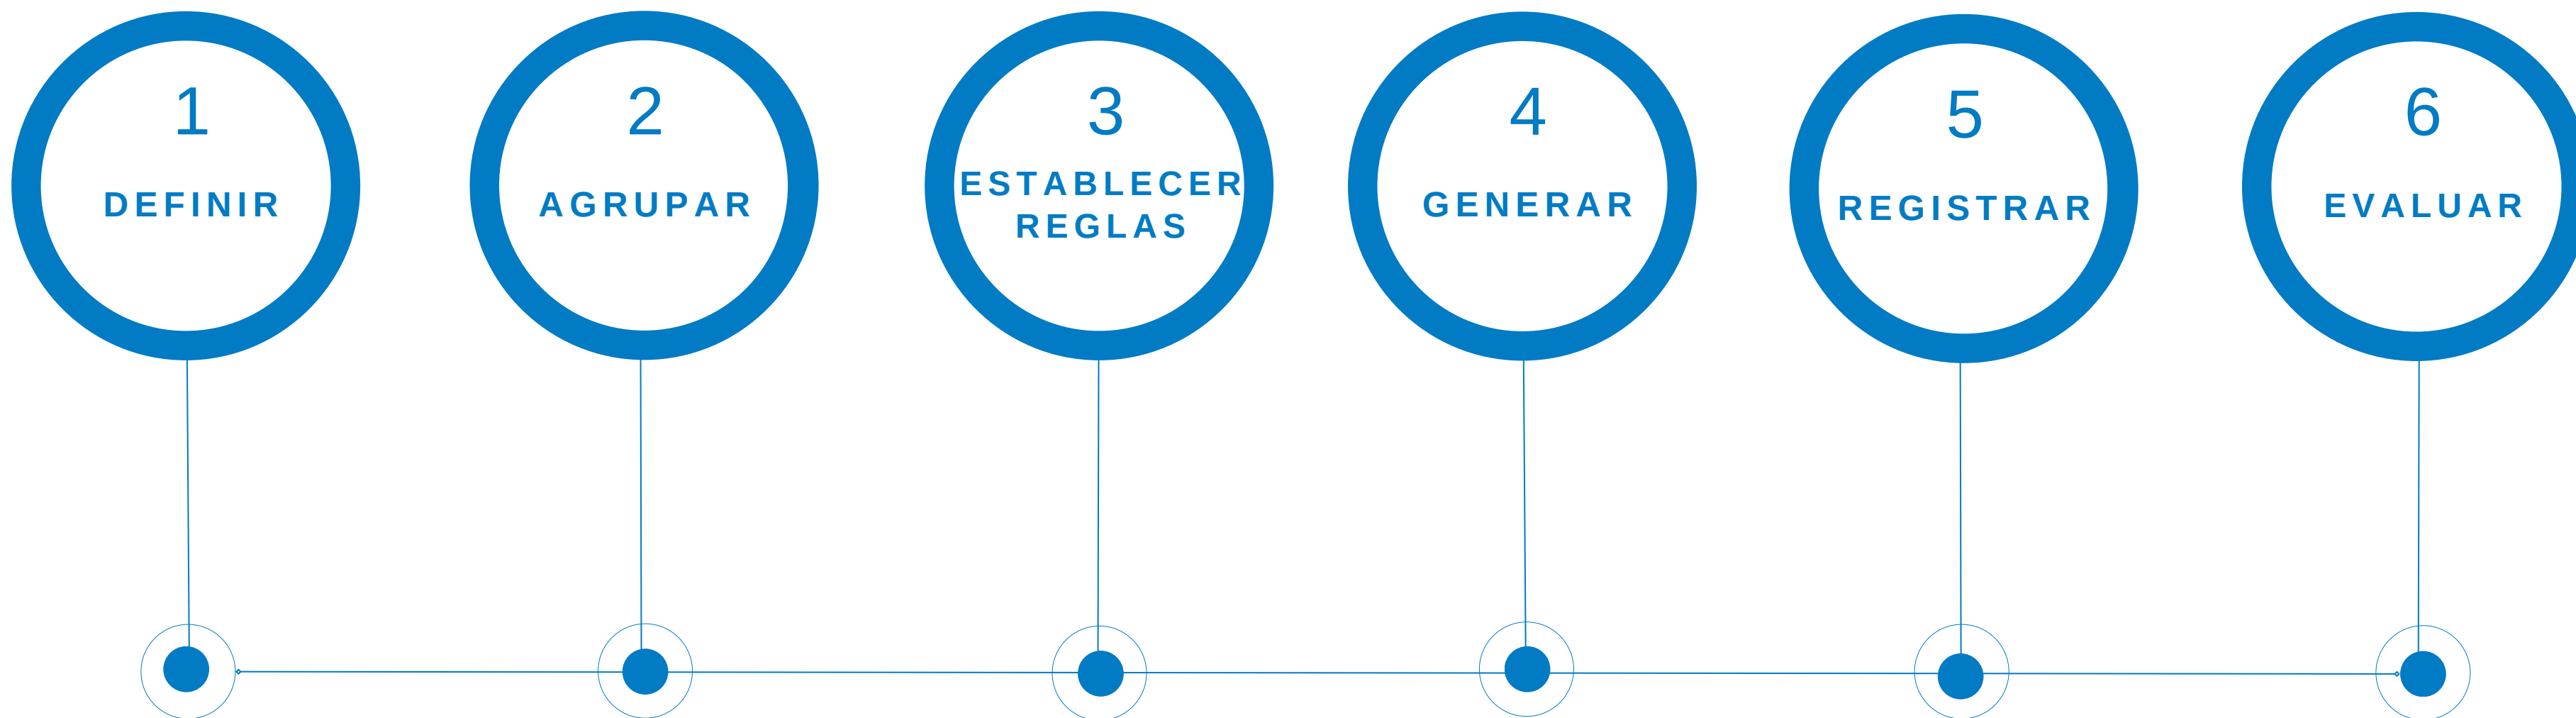 1
DEFINIR
2
AGRUPAR
3
ESTABLECER
REGLAS
4
GENERAR
5
REGISTRAR
6
EVALUAR